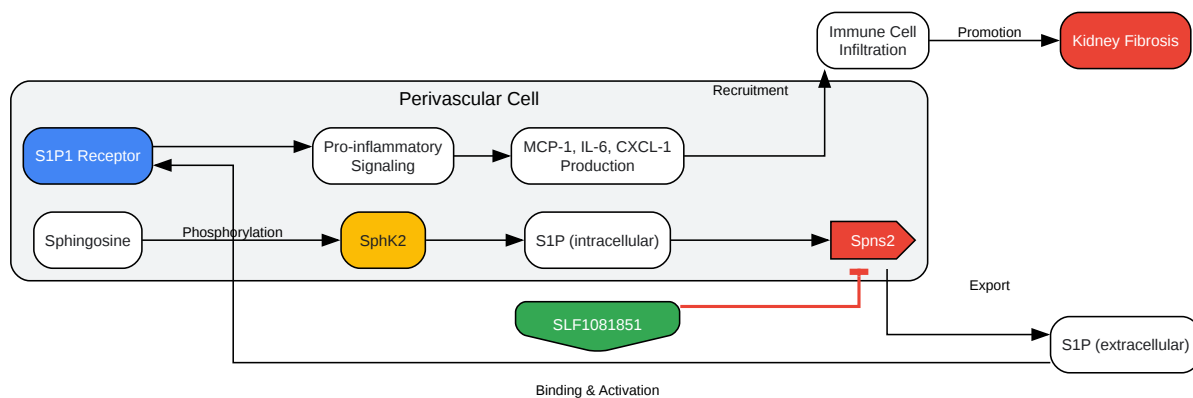 Immune Cell
Infiltration
Promotion
Kidney Fibrosis
Recruitment
Perivascular Cell
S1P1 Receptor
Pro-inflammatory
Signaling
MCP-1, IL-6, CXCL-1
Production
Sphingosine
Phosphorylation
SphK2
S1P (intracellular)
Spns2
Export
SLF1081851
S1P (extracellular)
Binding & Activation